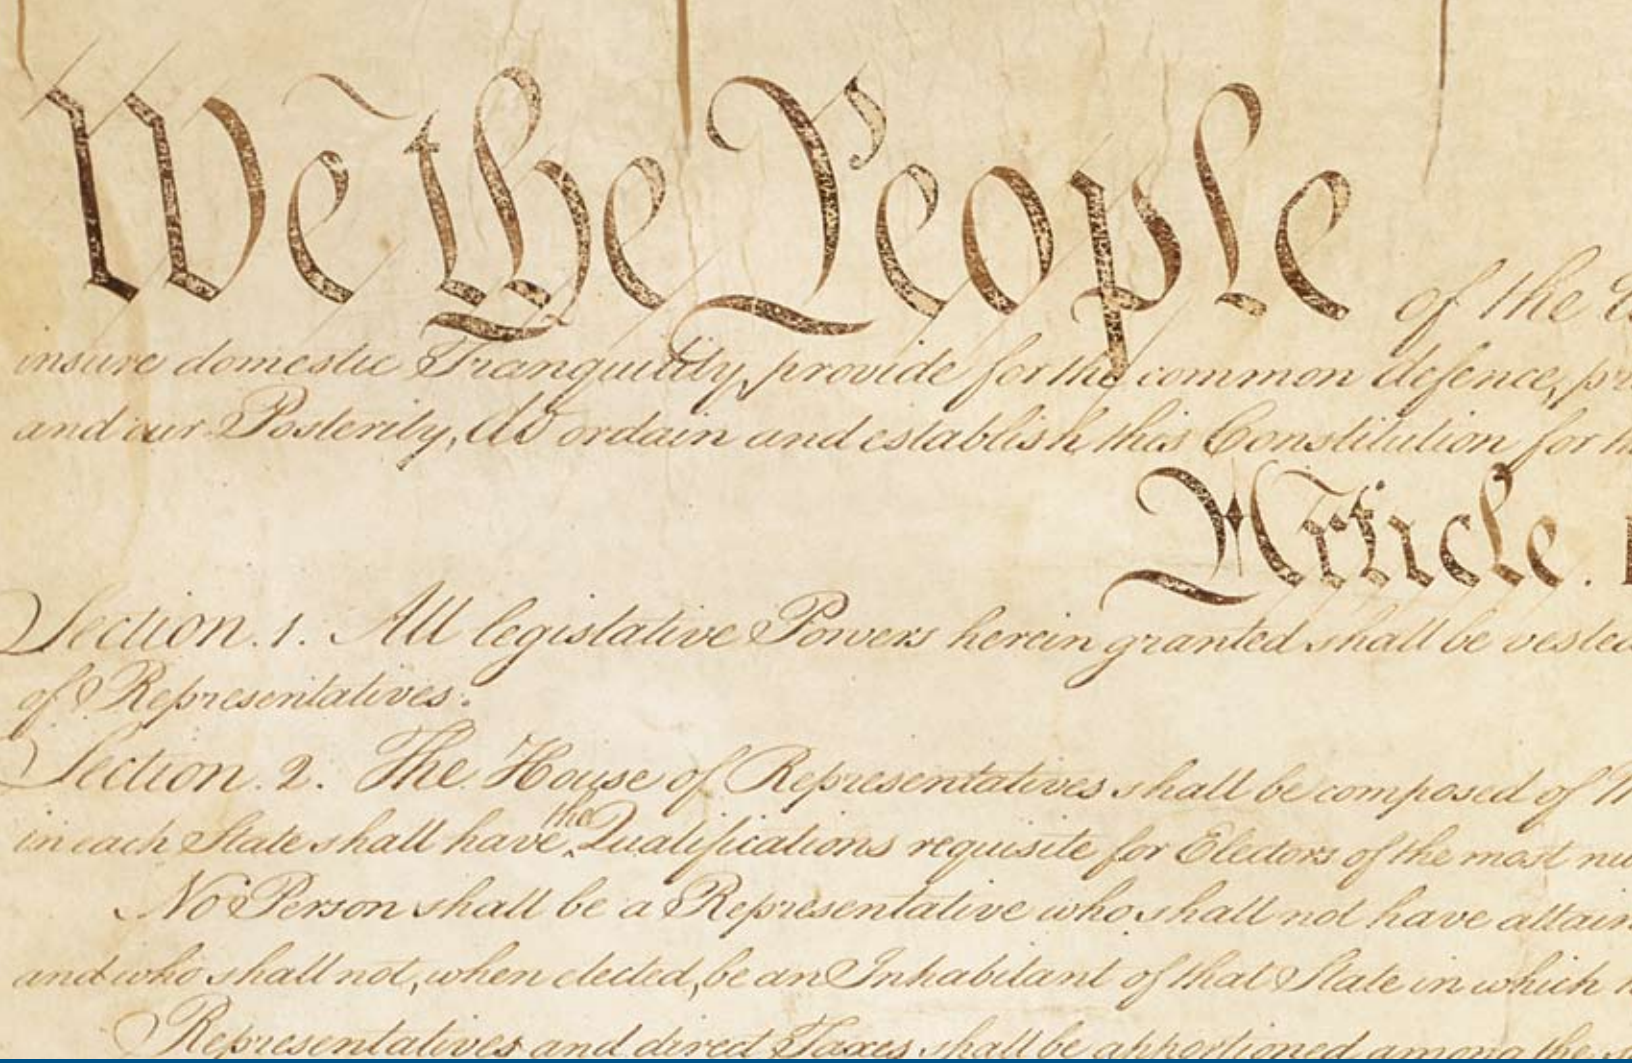 We the People of the
insure domestic Tranquility, provide for the common defence, pr
and our Posterity, do ordain and establish this Constitution for
Article. I
Section. 1. All legislative Powers herein granted shall be vested
of Representatives.
Section. 2. The House of Representatives shall be composed of M
the
in each State shall have Qualifications requisite for Electors of the most nu
No Person shall be a Representative who shall not have attain
and who shall not, when elected, be an Inhabitant of that State in which
Representatives and direct Taxes shall be apportioned among the